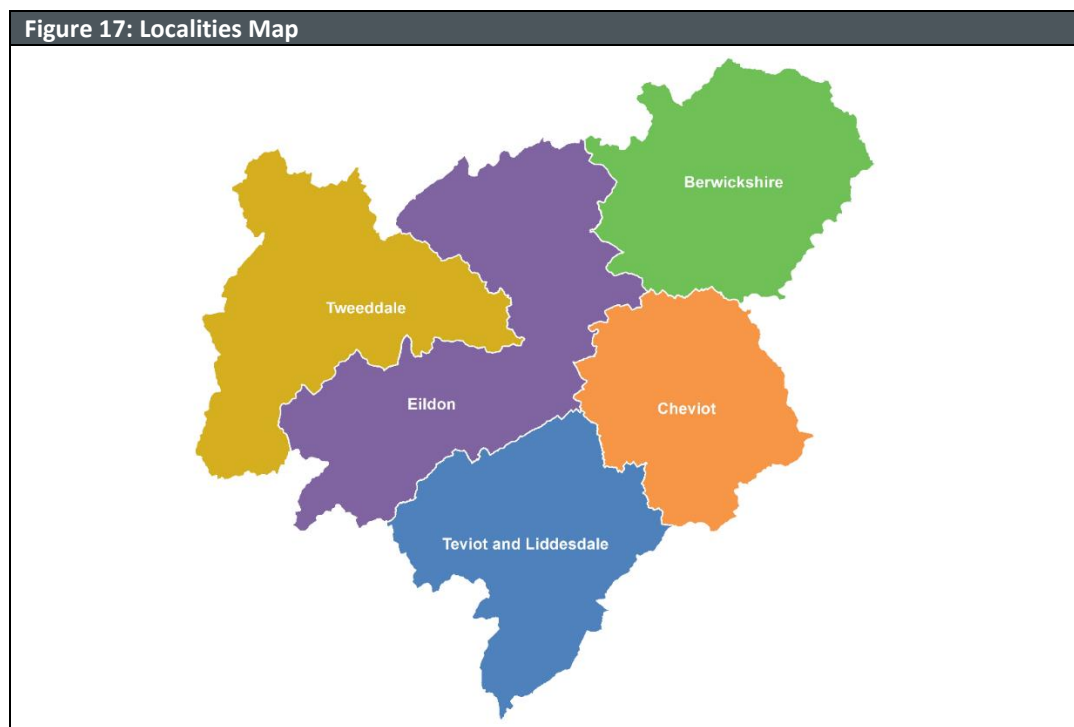 Figure 17: Localities Map
Berwickshire
Tweeddale
Eildon
Cheviot
Teviot and Liddesdale